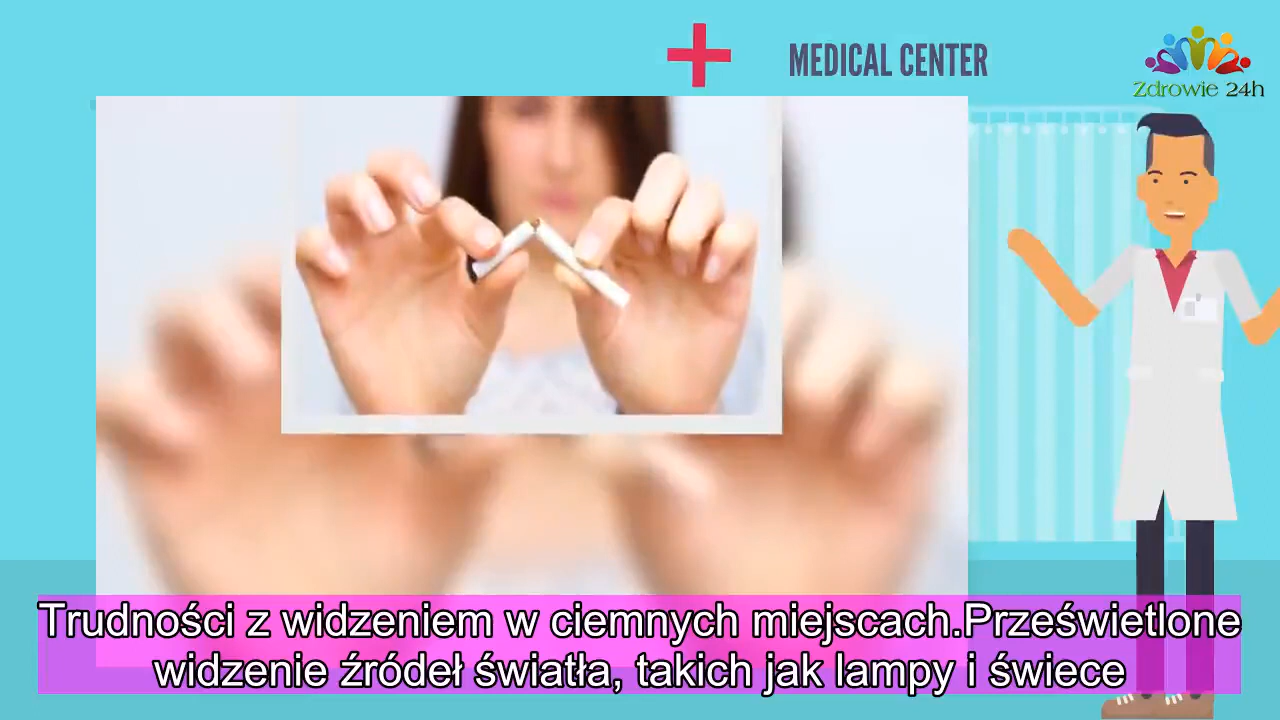 MEDICAL CENTER
Zdrowie 24h
Trudności z widzeniem w ciemnych miejscach.Prześwietlone
widzenie źródeł światła, takich jak lampy i świece